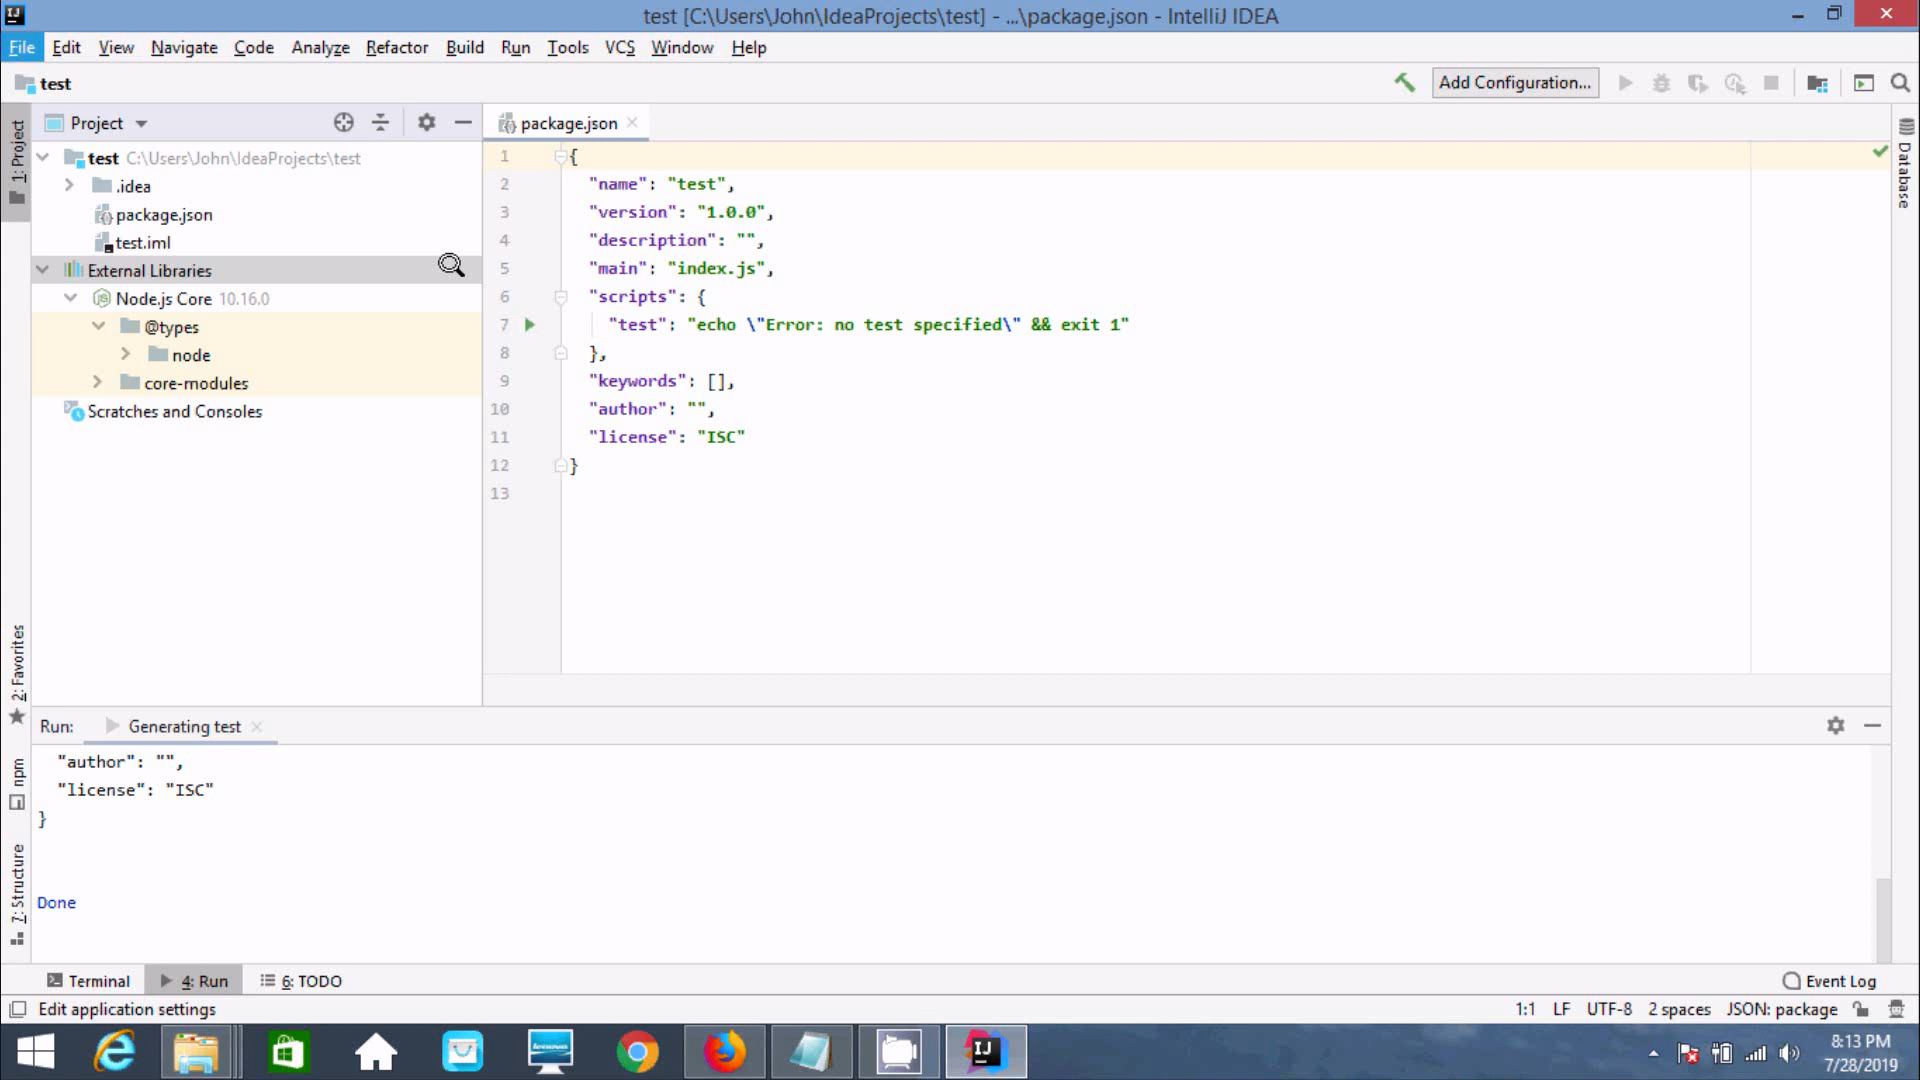 test [C:\Users\John\IdeaProjects\test] - ...\package.json - IntelliJ IDEA
File Edit View Navigate Code Analyze Refactor Build Run Tools VCS Window Help
test
Add Configuration...
1: Project
Project
package.json
Database
test C:\Users\John\IdeaProjects\test
.idea
package.json
test.iml
External Libraries
Node.js Core 10.16.0
@types
node
core-modules
Scratches and Consoles
1 {
2 "name": "test",
3 "version": "1.0.0",
4 "description": "",
5 "main": "index.js",
6 "scripts": {
7 "test": "echo \"Error: no test specified\" && exit 1"
8 },
9 "keywords": [],
10 "author": "",
11 "license": "ISC"
12 }
13
2: Favorites
npm
7: Structure
Run: Generating test
"author": "",
"license": "ISC"
}
Done
Terminal 4: Run 6: TODO
Event Log
Edit application settings
1:1 LF UTF-8 2 spaces JSON: package
lenovo
IJ
8:13 PM
7/28/2019